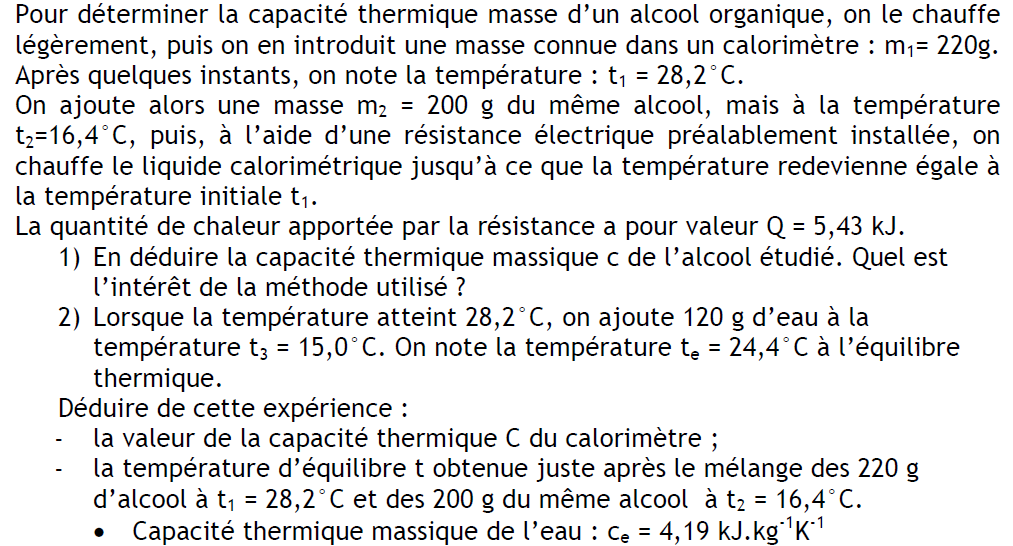 Pour déterminer la capacité thermique masse d’un alcool organique, on le chauffe
légèrement, puis on en introduit une masse connue dans un calorimètre : m₁= 220g.
Après quelques instants, on note la température : t₁ = 28,2°C.
On ajoute alors une masse m₂ = 200 g du même alcool, mais à la température
t₂=16,4°C, puis, à l’aide d’une résistance électrique préalablement installée, on
chauffe le liquide calorimétrique jusqu’à ce que la température redevienne égale à
la température initiale t₁.
La quantité de chaleur apportée par la résistance a pour valeur Q = 5,43 kJ.
1) En déduire la capacité thermique massique c de l’alcool étudié. Quel est
l’intérêt de la méthode utilisé ?
2) Lorsque la température atteint 28,2°C, on ajoute 120 g d’eau à la
température t₃ = 15,0°C. On note la température tₑ = 24,4°C à l’équilibre
thermique.
Déduire de cette expérience :
- la valeur de la capacité thermique C du calorimètre ;
- la température d’équilibre t obtenue juste après le mélange des 220 g
d’alcool à t₁ = 28,2°C et des 200 g du même alcool à t₂ = 16,4°C.
• Capacité thermique massique de l’eau : cₑ = 4,19 kJ.kg⁻¹K⁻¹